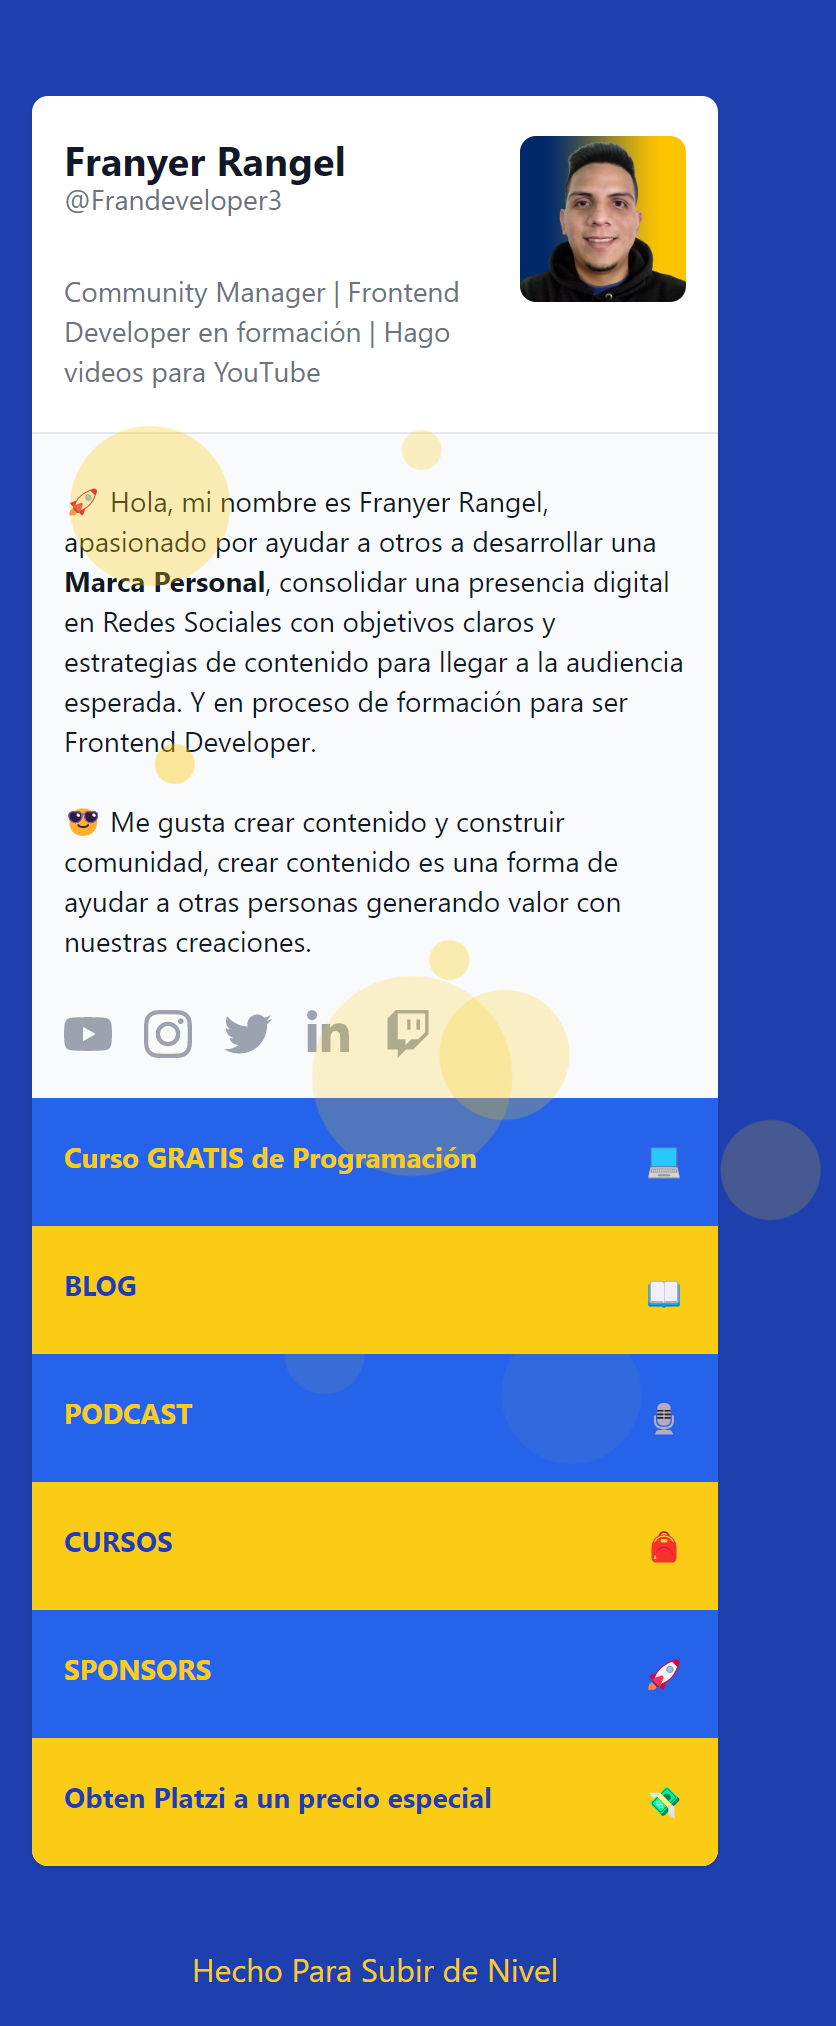 Franyer Rangel
@Frandeveloper3
Community Manager | Frontend
Developer en formación | Hago
videos para YouTube
🚀 Hola, mi nombre es Franyer Rangel,
apasionado por ayudar a otros a desarrollar una
Marca Personal, consolidar una presencia digital
en Redes Sociales con objetivos claros y
estrategias de contenido para llegar a la audiencia
esperada. Y en proceso de formación para ser
Frontend Developer.
😎 Me gusta crear contenido y construir
comunidad, crear contenido es una forma de
ayudar a otras personas generando valor con
nuestras creaciones.
Curso GRATIS de Programación 💻
BLOG 📖
PODCAST 🎙
CURSOS 🎒
SPONSORS 🚀
Obten Platzi a un precio especial 💸
Hecho Para Subir de Nivel